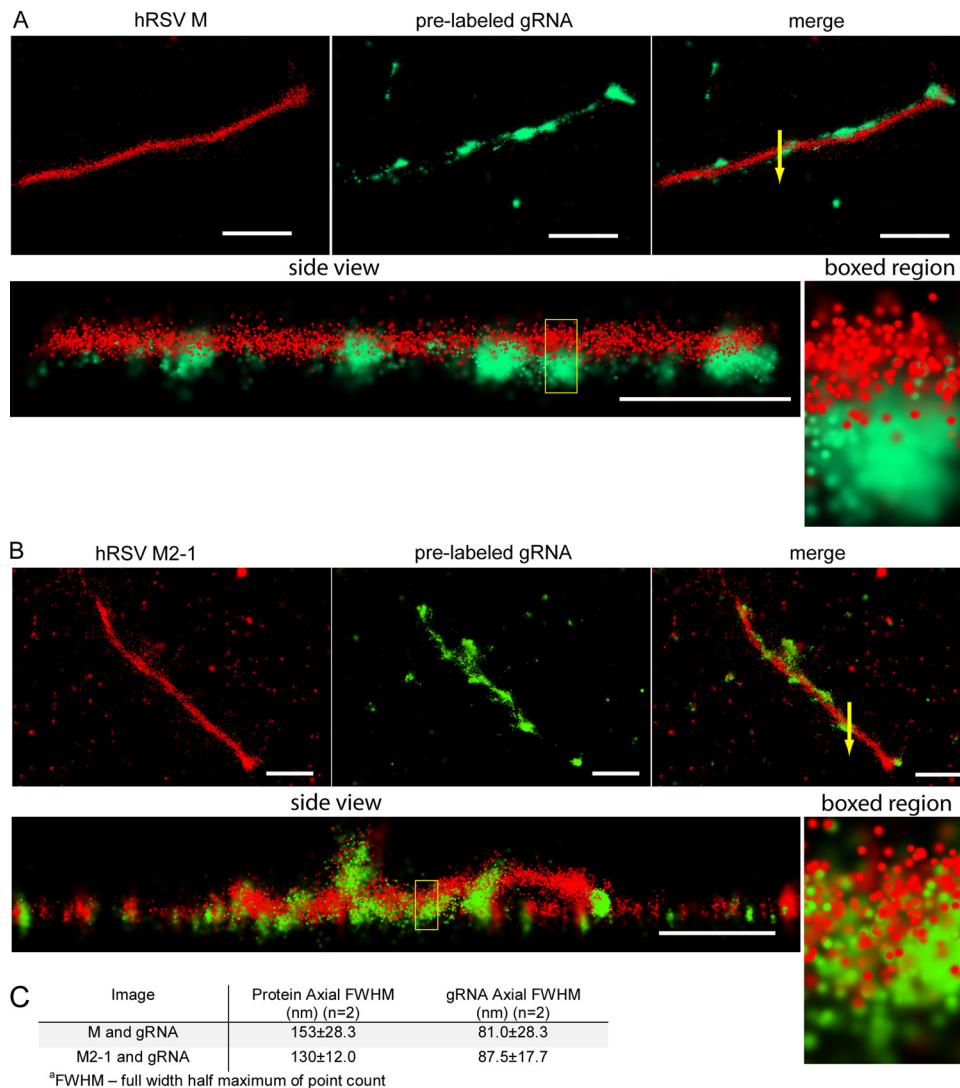 A
hRSV M
pre-labeled gRNA
merge
side view
boxed region
B
hRSV M2-1
pre-labeled gRNA
merge
side view
boxed region
C
Image Protein Axial FWHM (nm) (n=2) gRNA Axial FWHM (nm) (n=2)
M and gRNA 153±28.3 81.0±28.3
M2-1 and gRNA 130±12.0 87.5±17.7
aFWHM – full width half maximum of point count